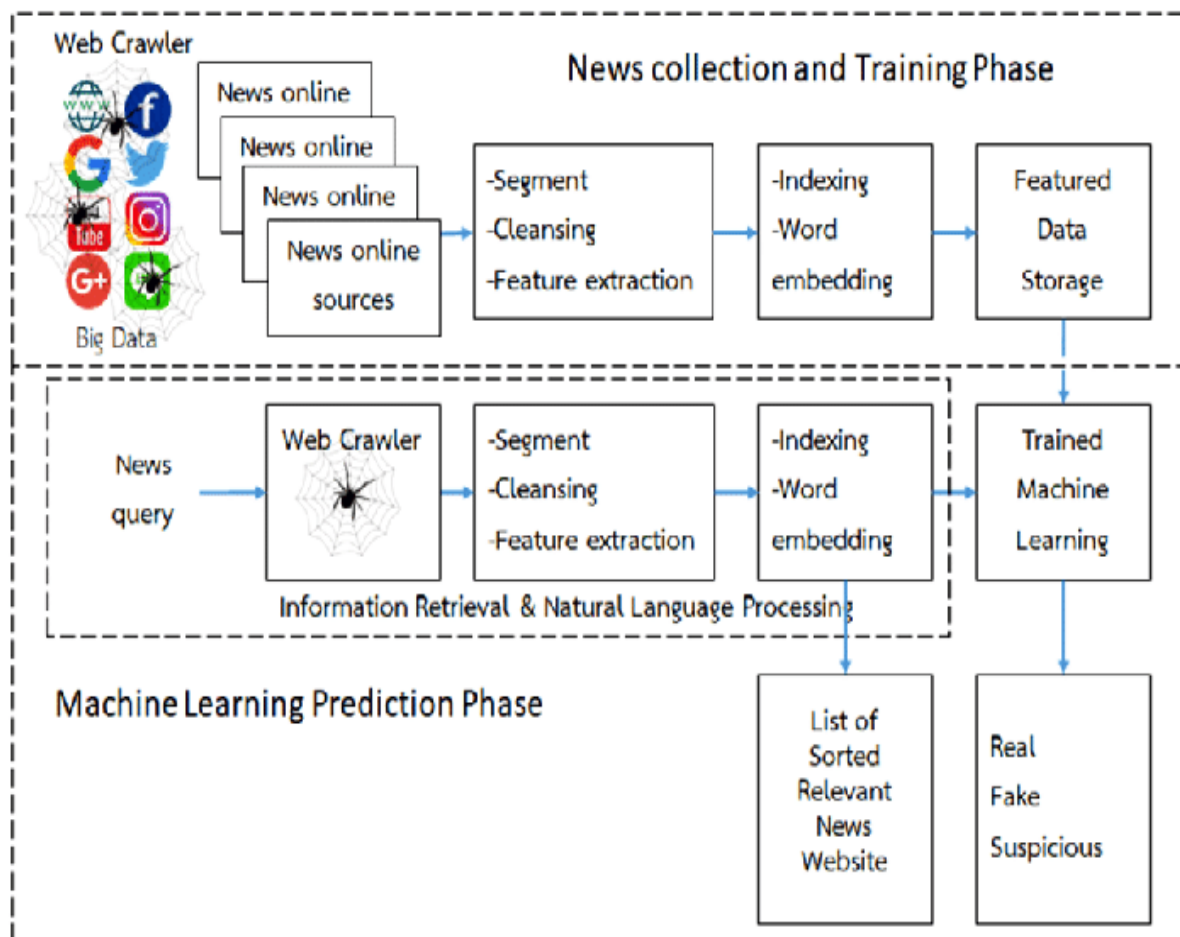 Web Crawler
News collection and Training Phase
www
f
G
Tube
G+
Big Data
News online
News online
News online
News online
sources
-Segment
-Cleansing
-Feature extraction
-Indexing
-Word
embedding
Featured
Data
Storage
News
query
Web Crawler
-Segment
-Cleansing
-Feature extraction
-Indexing
-Word
embedding
Trained
Machine
Learning
Information Retrieval & Natural Language Processing
Machine Learning Prediction Phase
List of
Sorted
Relevant
News
Website
Real
Fake
Suspicious